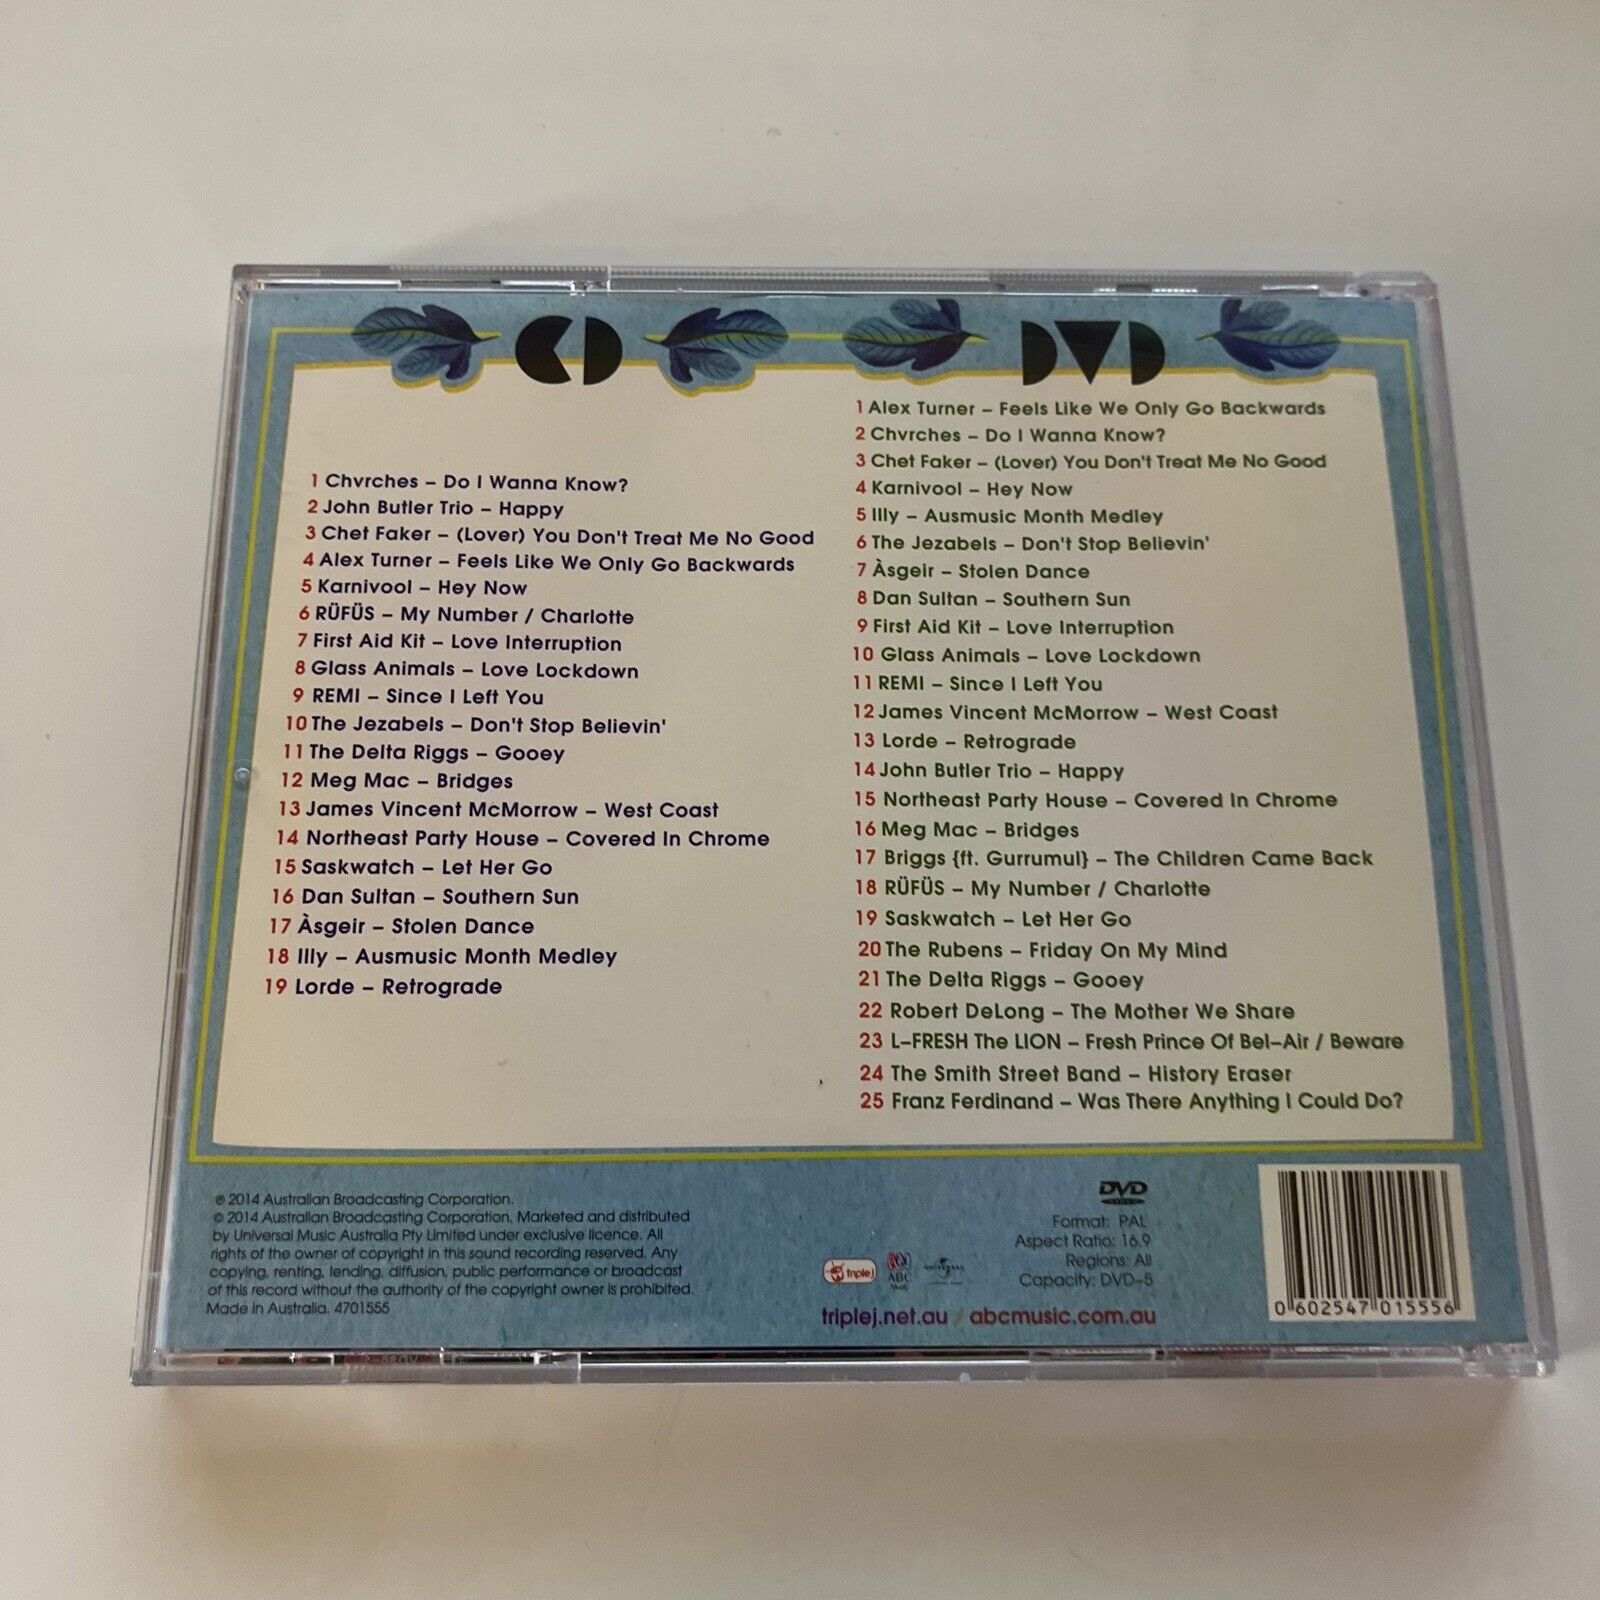 CD
1 Chvrches – Do I Wanna Know?
2 John Butler Trio – Happy
3 Chet Faker – (Lover) You Don't Treat Me No Good
4 Alex Turner – Feels Like We Only Go Backwards
5 Karnivool – Hey Now
6 RÜFÜS – My Number / Charlotte
7 First Aid Kit – Love Interruption
8 Glass Animals – Love Lockdown
9 REMI – Since I Left You
10 The Jezabels – Don't Stop Believin'
11 The Delta Riggs – Gooey
12 Meg Mac – Bridges
13 James Vincent McMorrow – West Coast
14 Northeast Party House – Covered In Chrome
15 Saskwatch – Let Her Go
16 Dan Sultan – Southern Sun
17 Àsgeir – Stolen Dance
18 Illy – Ausmusic Month Medley
19 Lorde – Retrograde
DVD
1 Alex Turner – Feels Like We Only Go Backwards
2 Chvrches – Do I Wanna Know?
3 Chet Faker – (Lover) You Don't Treat Me No Good
4 Karnivool – Hey Now
5 Illy – Ausmusic Month Medley
6 The Jezabels – Don't Stop Believin'
7 Àsgeir – Stolen Dance
8 Dan Sultan – Southern Sun
9 First Aid Kit – Love Interruption
10 Glass Animals – Love Lockdown
11 REMI – Since I Left You
12 James Vincent McMorrow – West Coast
13 Lorde – Retrograde
14 John Butler Trio – Happy
15 Northeast Party House – Covered In Chrome
16 Meg Mac – Bridges
17 Briggs {ft. Gurrumul} – The Children Came Back
18 RÜFÜS – My Number / Charlotte
19 Saskwatch – Let Her Go
20 The Rubens – Friday On My Mind
21 The Delta Riggs – Gooey
22 Robert DeLong – The Mother We Share
23 L–FRESH The LION – Fresh Prince Of Bel–Air / Beware
24 The Smith Street Band – History Eraser
25 Franz Ferdinand – Was There Anything I Could Do?
℗ 2014 Australian Broadcasting Corporation.
© 2014 Australian Broadcasting Corporation. Marketed and distributed
by Universal Music Australia Pty Limited under exclusive licence. All
rights of the owner of copyright in this sound recording reserved. Any
copying, renting, lending, diffusion, public performance or broadcast
of this record without the authority of the copyright owner is prohibited.
Made in Australia. 4701555
DVD
Format: PAL
Aspect Ratio: 16.9
Regions: All
Capacity: DVD–5
triple j
ABC
Music
UNIVERSAL
triplej.net.au / abcmusic.com.au
0 602547 015556